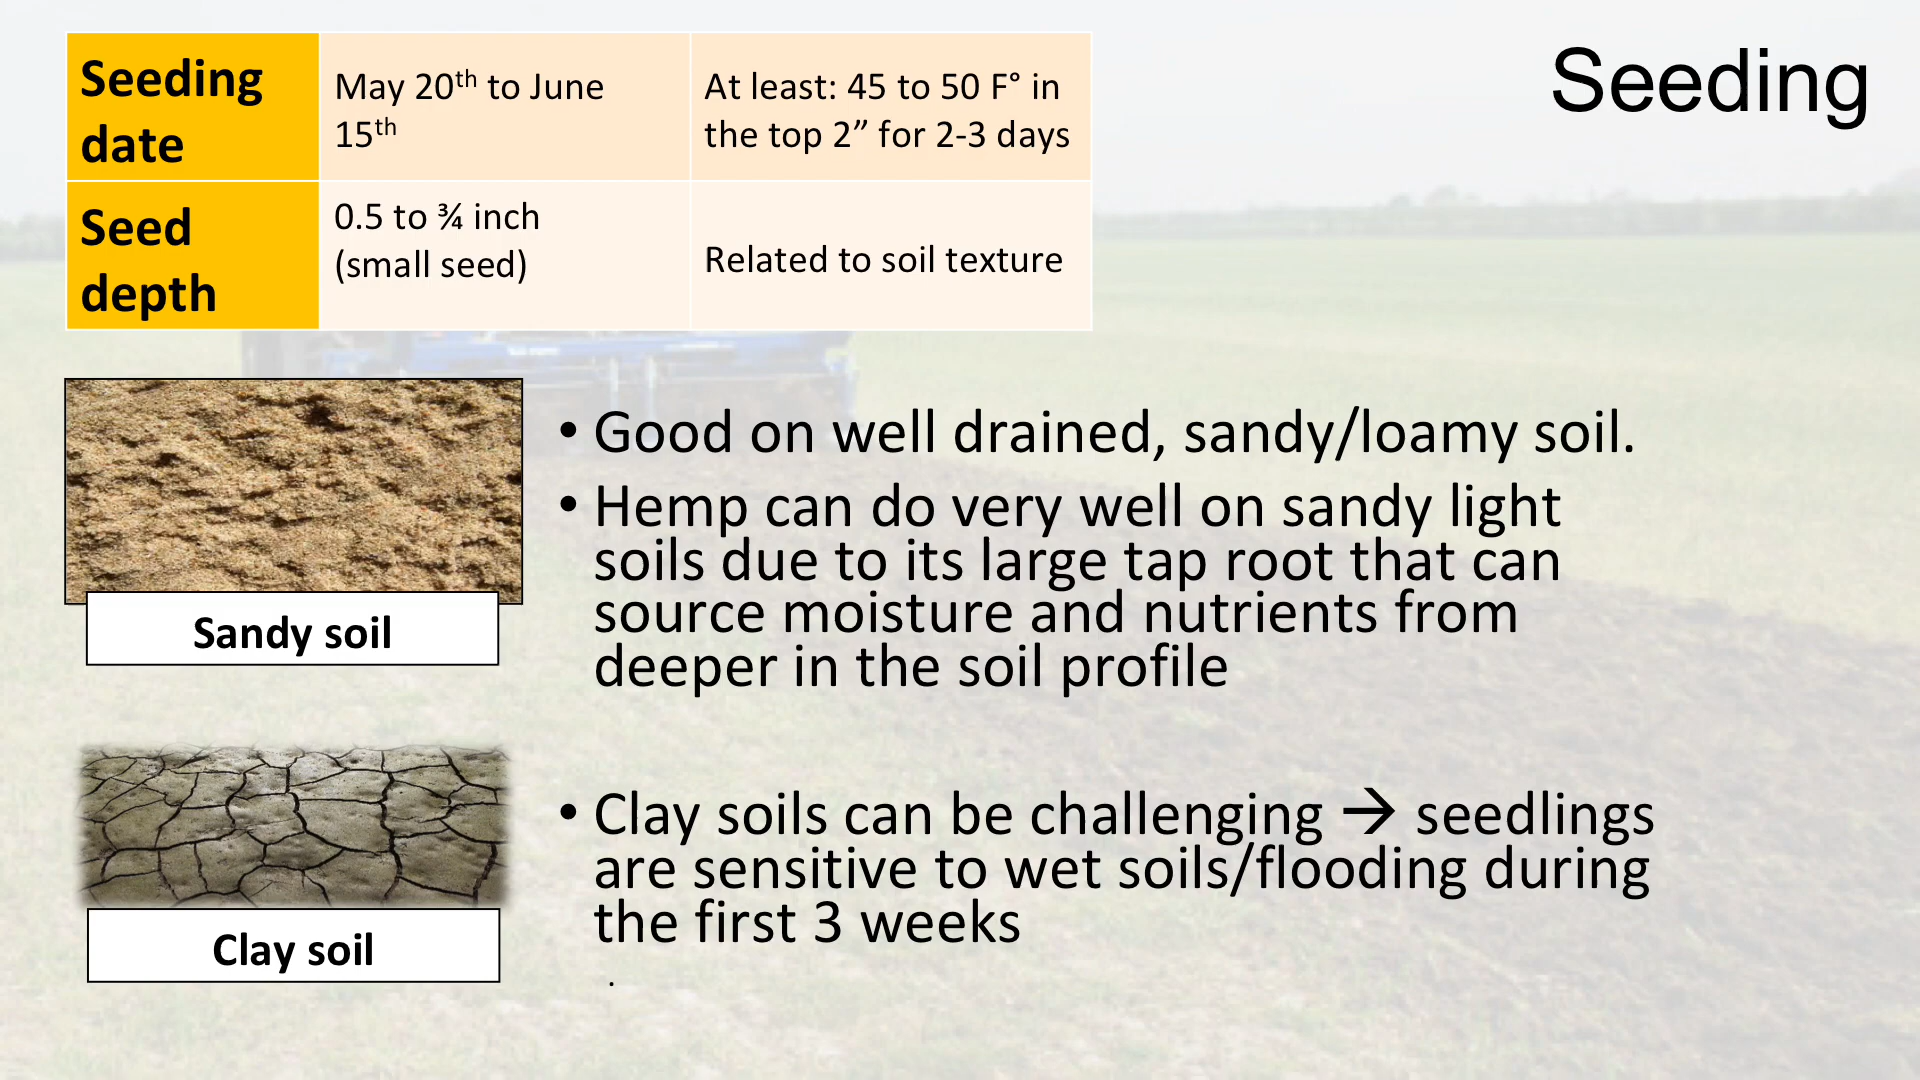 Seeding
Seeding
date
May 20th to June
15th
At least: 45 to 50 F° in
the top 2” for 2-3 days
Seed
depth
0.5 to ¾ inch
(small seed)
Related to soil texture
• Good on well drained, sandy/loamy soil.
• Hemp can do very well on sandy light
soils due to its large tap root that can
source moisture and nutrients from
deeper in the soil profile
Sandy soil
• Clay soils can be challenging → seedlings
are sensitive to wet soils/flooding during
the first 3 weeks
.
Clay soil